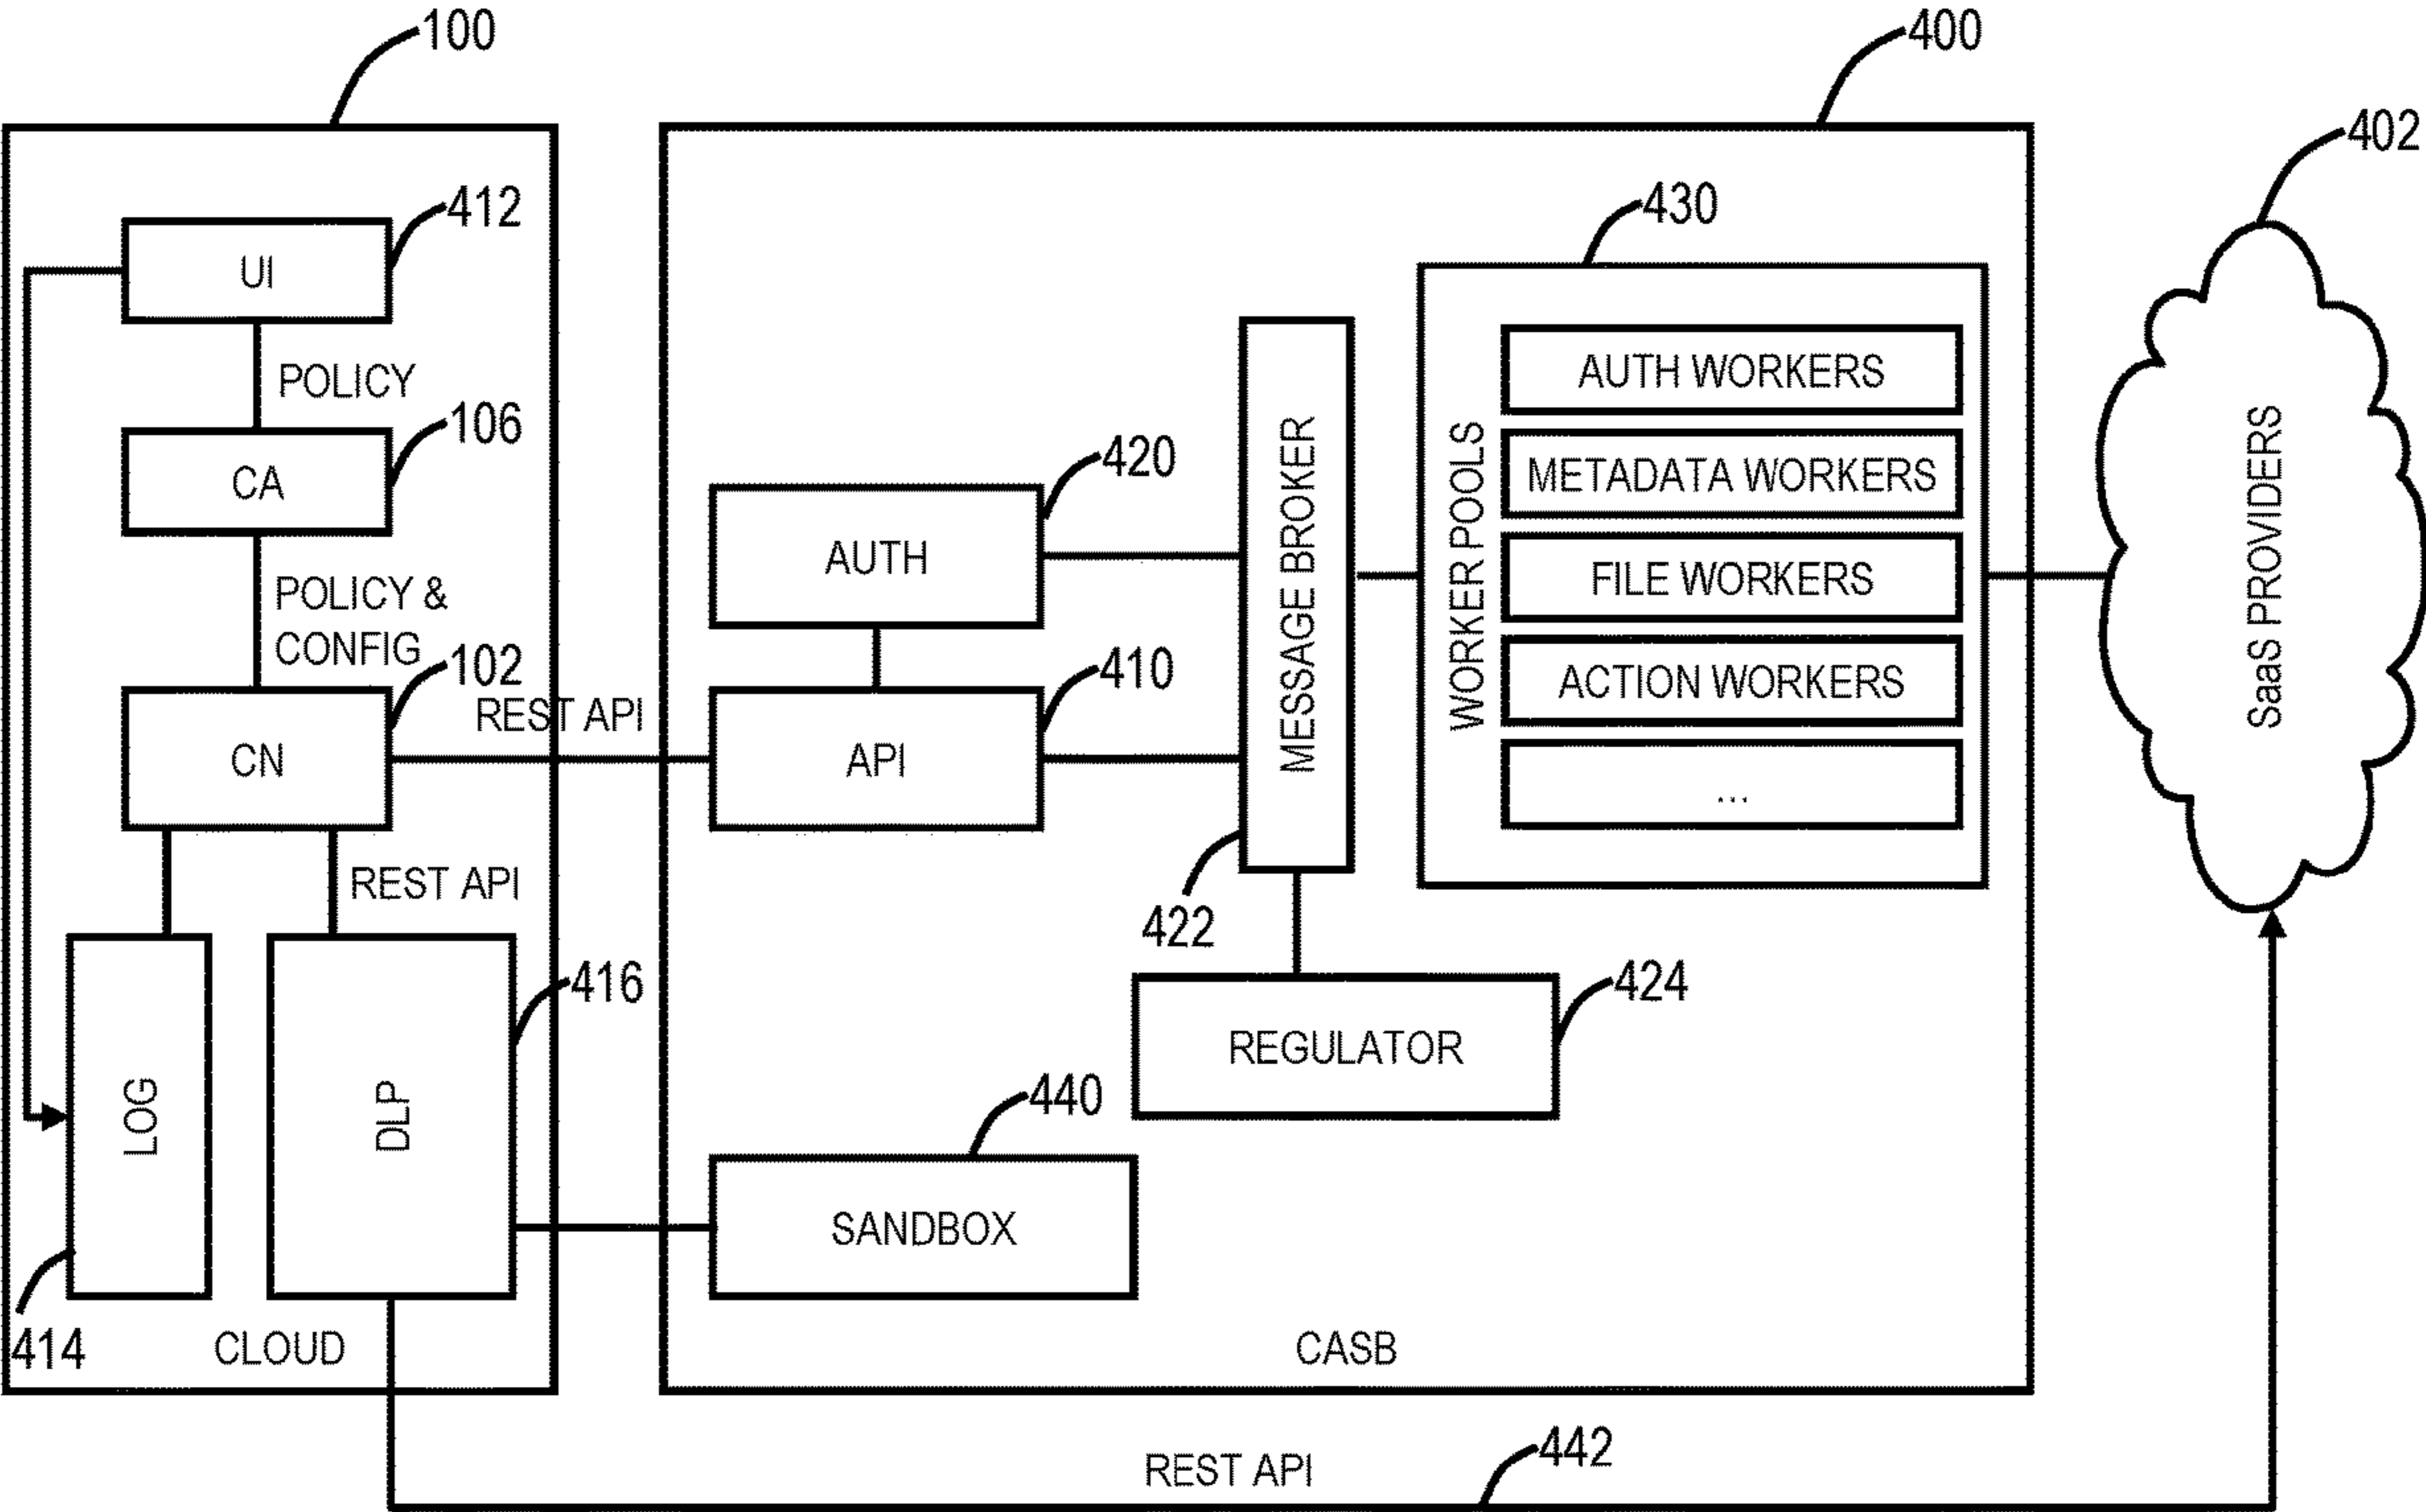 100
400
402
412
430
UI
POLICY
AUTH WORKERS
106
CA
420
METADATA WORKERS
AUTH
MESSAGE BROKER
WORKER POOLS
FILE WORKERS
SaaS PROVIDERS
POLICY &
CONFIG
102
REST API
410
ACTION WORKERS
CN
API
...
REST API
422
416
424
REGULATOR
LOG
DLP
440
SANDBOX
414
CLOUD
CASB
REST API
442